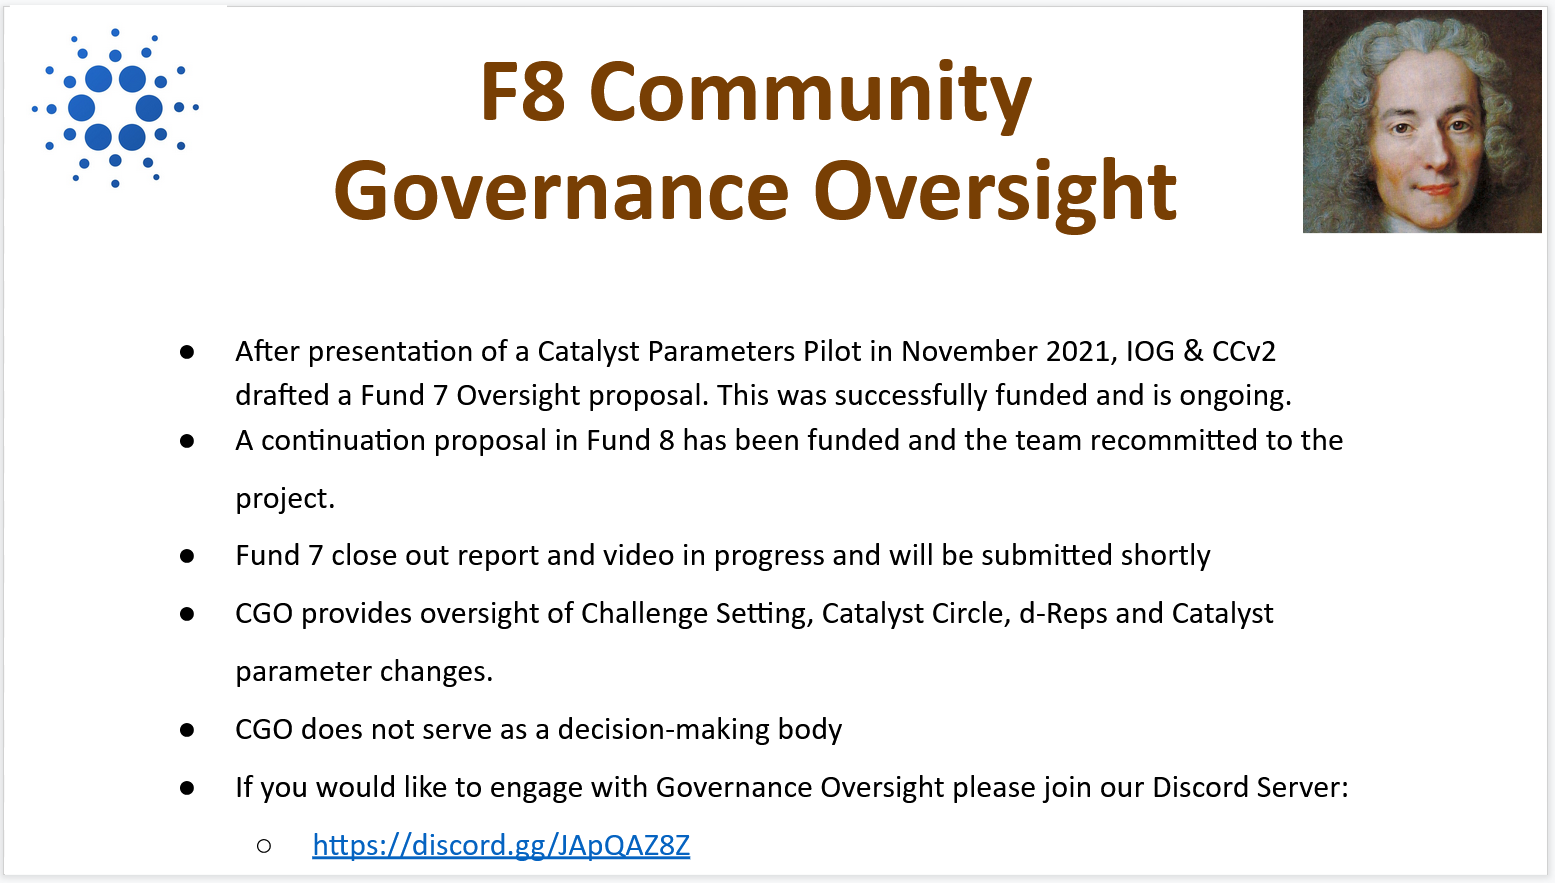 F8 Community
Governance Oversight
● After presentation of a Catalyst Parameters Pilot in November 2021, IOG & CCv2
drafted a Fund 7 Oversight proposal. This was successfully funded and is ongoing.
● A continuation proposal in Fund 8 has been funded and the team recommitted to the
project.
● Fund 7 close out report and video in progress and will be submitted shortly
● CGO provides oversight of Challenge Setting, Catalyst Circle, d-Reps and Catalyst
parameter changes.
● CGO does not serve as a decision-making body
● If you would like to engage with Governance Oversight please join our Discord Server:
○ https://discord.gg/JApQAZ8Z